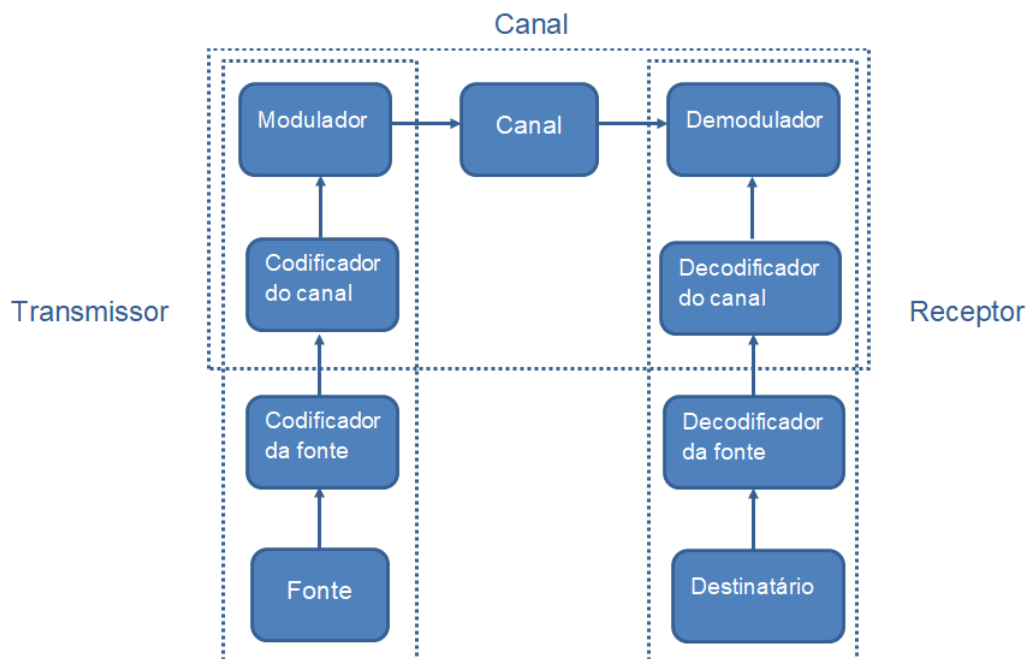 Canal
Modulador
Canal
Demodulador
Codificador
do canal
Decodificador
do canal
Transmissor
Receptor
Codificador
da fonte
Decodificador
da fonte
Fonte
Destinatário